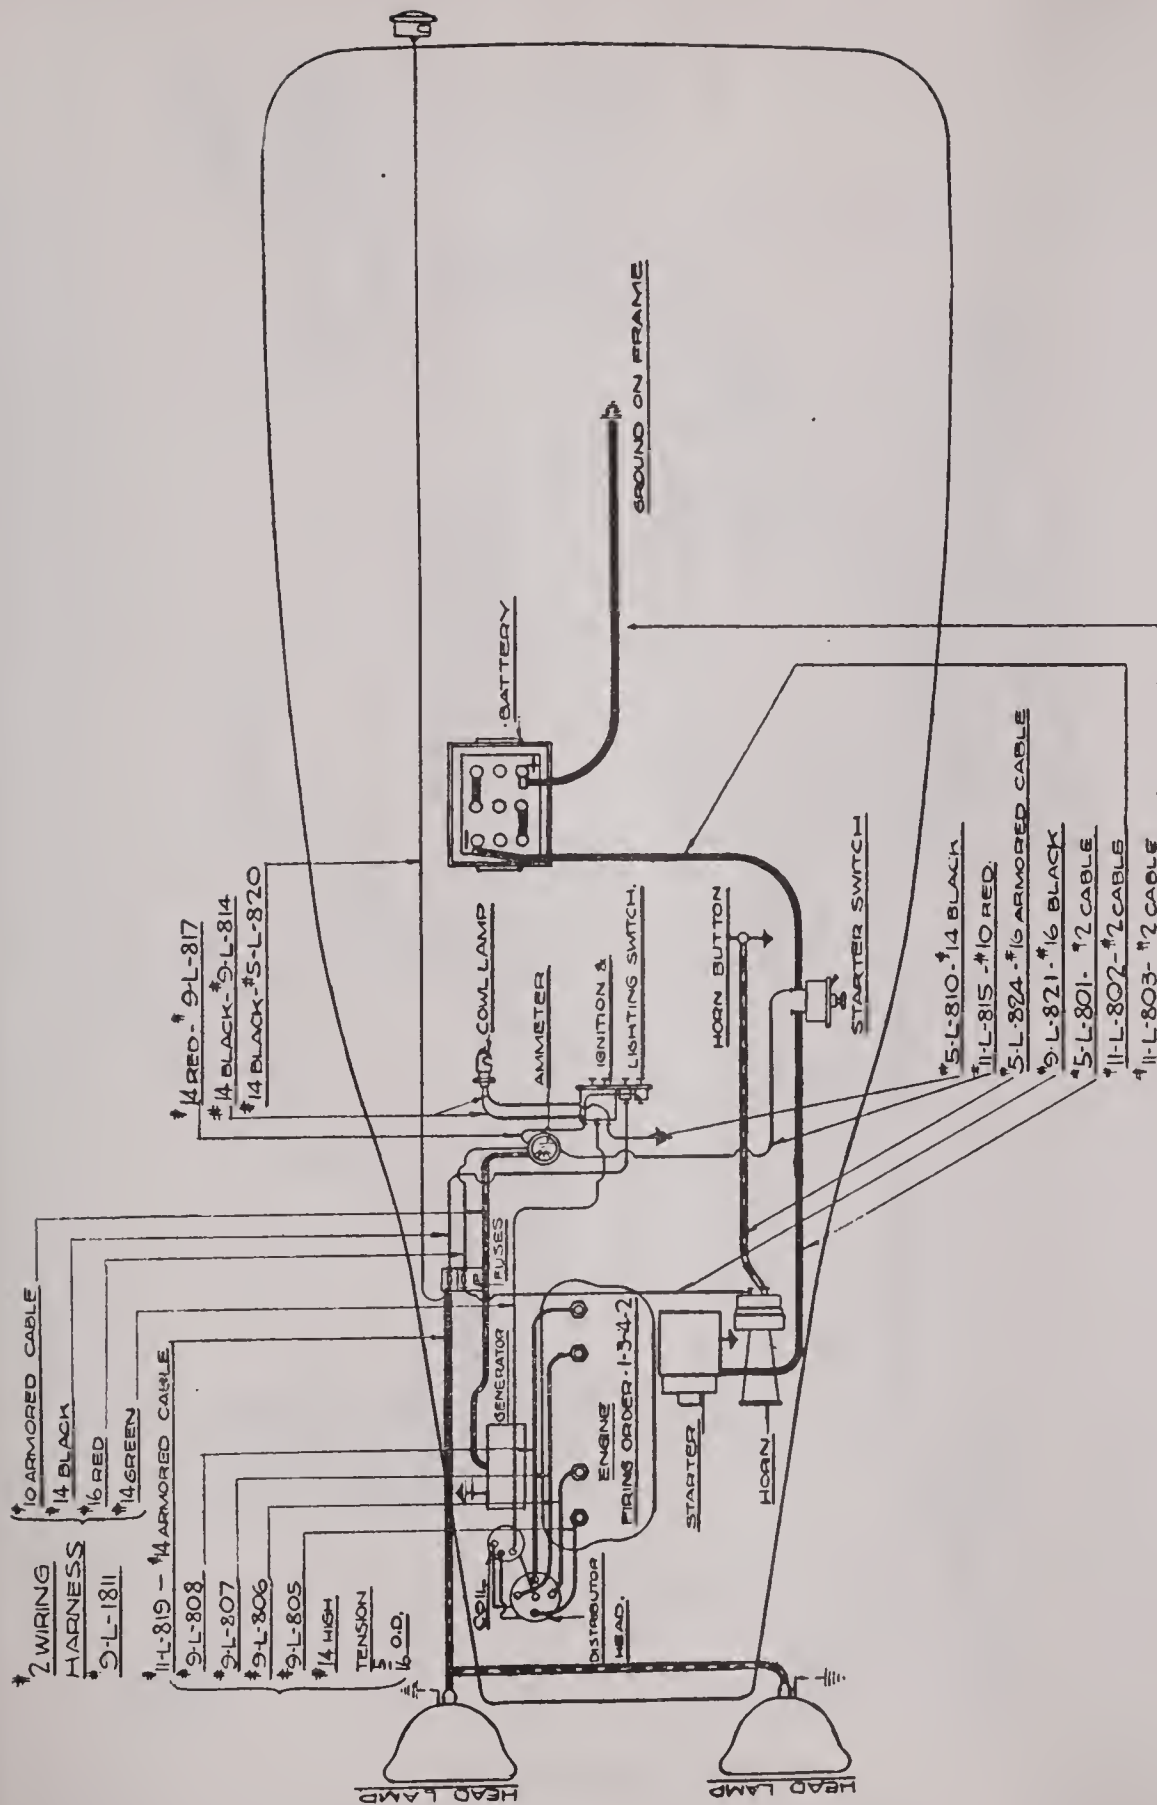 #2 WIRING
HARNESS
#9-L-1811
#10 ARMORED CABLE
#14 BLACK
#16 RED
#14 GREEN
#11-L-819 - #14 ARMORED CABLE
#9-L-808
#9-L-807
#9-L-806
#9-L-805
#14 HIGH
TENSION
5/16 O.D.
#14 RED- #9-L-817
#14 BLACK- #9-L-814
#14 BLACK- #5-L-820
HEAD LAMP
HEAD LAMP
COIL
DISTRIBUTOR
HEAD.
GENERATOR
FUSES
ENGINE
FIRING ORDER-1-3-4-2
STARTER
HORN
COWL LAMP
AMMETER
IGNITION &
LIGHTING SWITCH.
HORN BUTTON
STARTER SWITCH
BATTERY
GROUND ON FRAME
#5-L-810-#14 BLACK
#11-L-815-#10 RED.
#5-L-824-#16 ARMORED CABLE
#9-L-821-#16 BLACK
#5-L-801- #2 CABLE
#11-L-802-#2 CABLE
#11-L-803- #2 CABLE